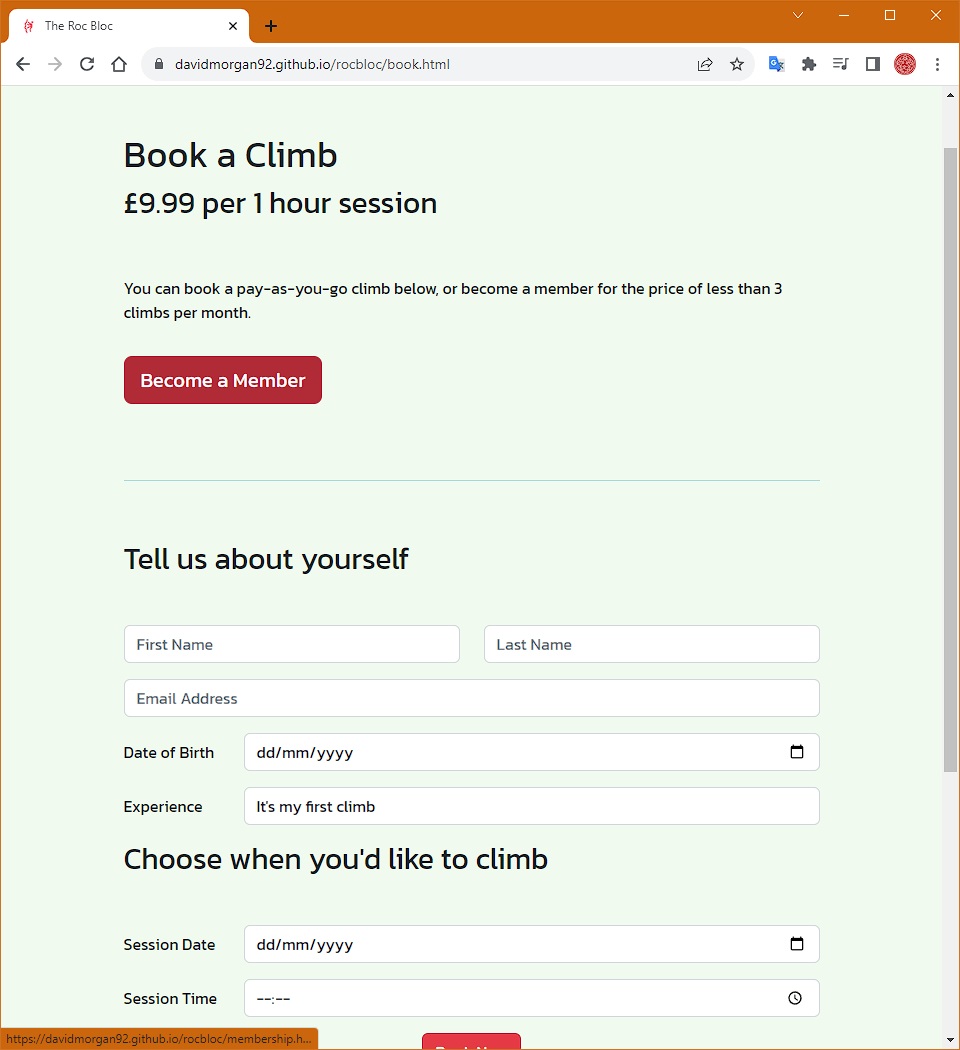 The Roc Bloc
davidmorgan92.github.io/rocbloc/book.html
Book a Climb
£9.99 per 1 hour session
You can book a pay-as-you-go climb below, or become a member for the price of less than 3
climbs per month.
Become a Member
Tell us about yourself
First Name Last Name
Email Address
Date of Birth dd/mm/yyyy
Experience It's my first climb
Choose when you'd like to climb
Session Date dd/mm/yyyy
Session Time --:--
https://davidmorgan92.github.io/rocbloc/membership.h...